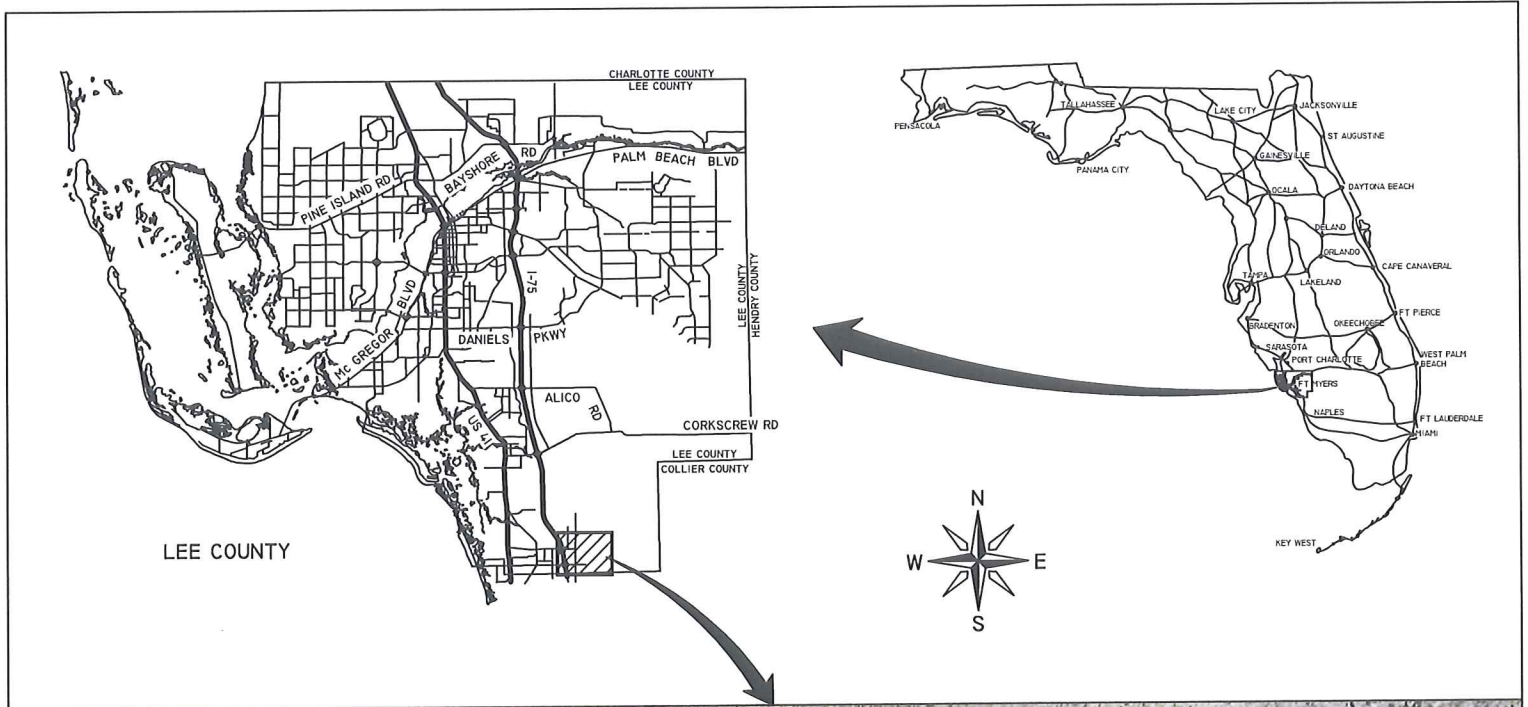 CHARLOTTE COUNTY
LEE COUNTY
PINE ISLAND RD
BAYSHORE RD
PALM BEACH BLVD
MC GREGOR BLVD
I-75
DANIELS PKWY
LEE COUNTY
HENDRY COUNTY
ALICO RD
US 41
CORKSCREW RD
LEE COUNTY
COLLIER COUNTY
LEE COUNTY
PENSACOLA
TALLAHASSEE
PANAMA CITY
LAKE CITY
JACKSONVILLE
ST AUGUSTINE
GAINESVILLE
OCALA
DAYTONA BEACH
DELAND
ORLANDO
CAPE CANAVERAL
TAMPA
LAKELAND
BRADENTON
OKEECHOBEE
FT PIERCE
SARASOTA
PORT CHARLOTTE
WEST PALM
BEACH
FT MYERS
NAPLES
FT LAUDERDALE
MIAMI
KEY WEST
N
W
E
S